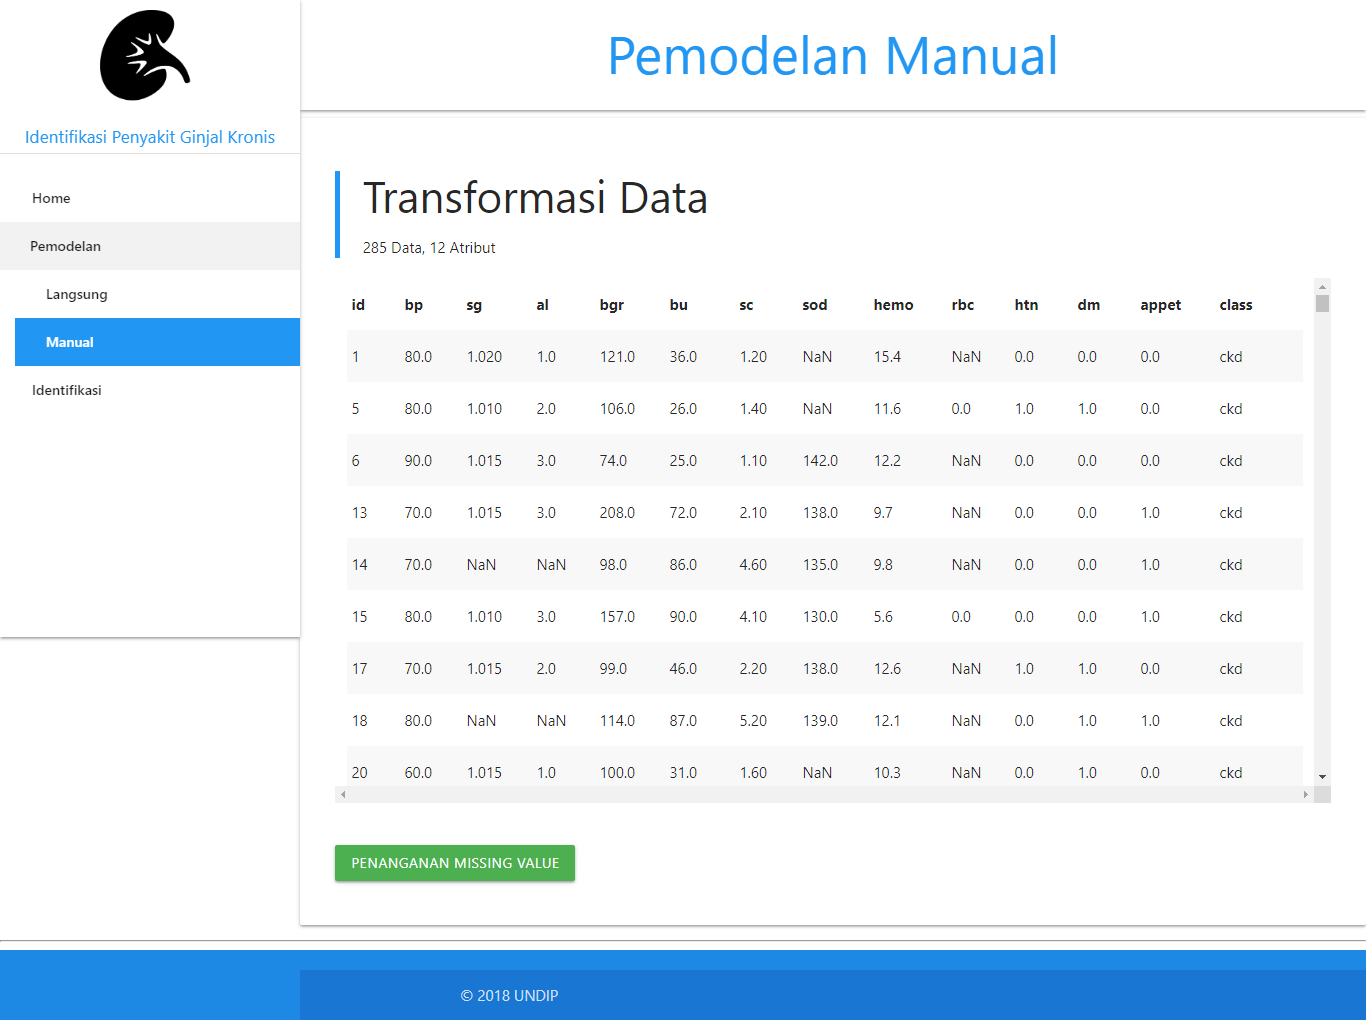 Pemodelan Manual
Identifikasi Penyakit Ginjal Kronis
Home
Pemodelan
Langsung
Manual
Identifikasi
Transformasi Data
285 Data, 12 Atribut
id bp sg al bgr bu sc sod hemo rbc htn dm appet class
1 80.0 1.020 1.0 121.0 36.0 1.20 NaN 15.4 NaN 0.0 0.0 0.0 ckd
5 80.0 1.010 2.0 106.0 26.0 1.40 NaN 11.6 0.0 1.0 1.0 0.0 ckd
6 90.0 1.015 3.0 74.0 25.0 1.10 142.0 12.2 NaN 0.0 0.0 0.0 ckd
13 70.0 1.015 3.0 208.0 72.0 2.10 138.0 9.7 NaN 0.0 0.0 1.0 ckd
14 70.0 NaN NaN 98.0 86.0 4.60 135.0 9.8 NaN 0.0 0.0 1.0 ckd
15 80.0 1.010 3.0 157.0 90.0 4.10 130.0 5.6 0.0 0.0 0.0 1.0 ckd
17 70.0 1.015 2.0 99.0 46.0 2.20 138.0 12.6 NaN 1.0 1.0 0.0 ckd
18 80.0 NaN NaN 114.0 87.0 5.20 139.0 12.1 NaN 0.0 1.0 1.0 ckd
20 60.0 1.015 1.0 100.0 31.0 1.60 NaN 10.3 NaN 0.0 1.0 0.0 ckd
PENANGANAN MISSING VALUE
© 2018 UNDIP